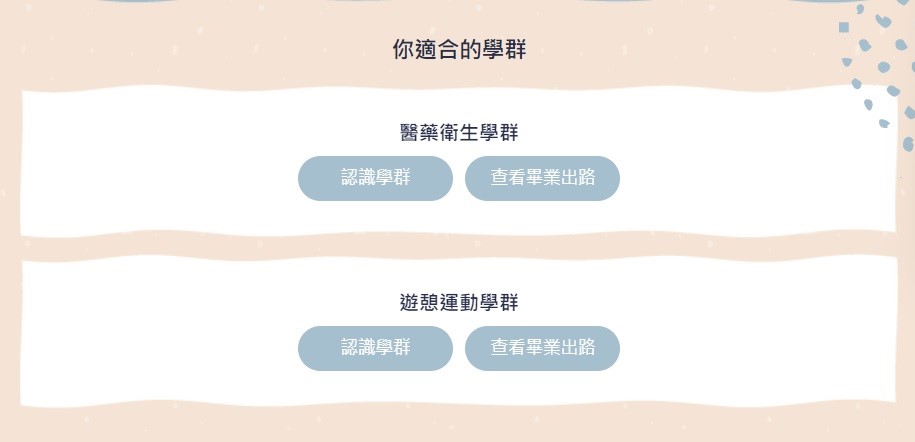 你適合的學群
醫藥衛生學群
認識學群 查看畢業出路
遊憩運動學群
認識學群 查看畢業出路